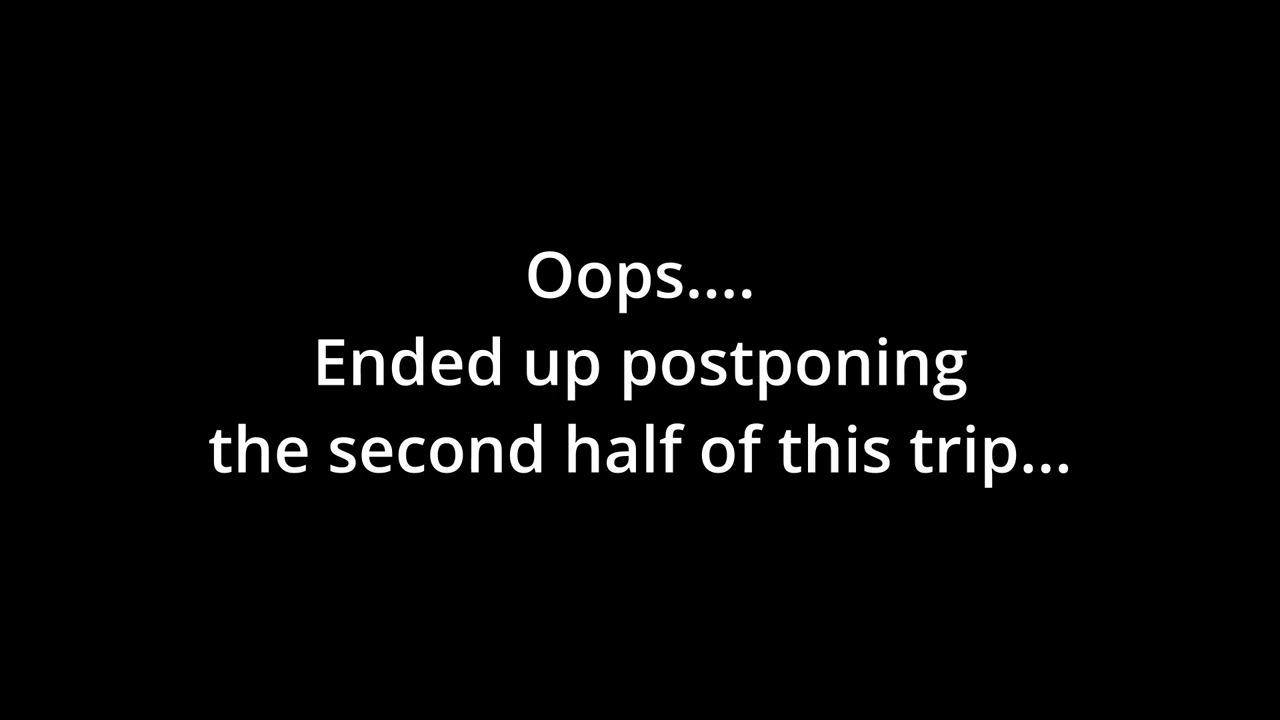 Oops....
Ended up postponing
the second half of this trip...